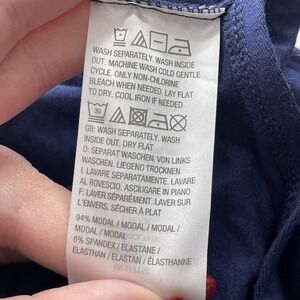 WASH SEPARATELY. WASH INSIDE
OUT. MACHINE WASH COLD GENTLE
CYCLE. ONLY NON-CHLORINE
BLEACH WHEN NEEDED. LAY FLAT
TO DRY. COOL IRON IF NEEDED.
30
GB: WASH SEPARATELY. WASH
INSIDE OUT. DRY FLAT
D: SEPARAT WASCHEN. VON LINKS
WASCHEN. LIEGEND TROCKNEN
I: LAVARE SEPARATAMENTE. LAVARE
AL ROVESCIO. ASCIUGARE IN PIANO
F: LAVER SÉPARÉMENT. LAVER SUR
L'ENVERS. SÉCHER À PLAT
94% MODAL / MODAL / MODAL /
MODAL / MODAL
6% SPANDEX / ELASTANE /
ELASTHAN / ELASTAN / ÉLASTHANNE